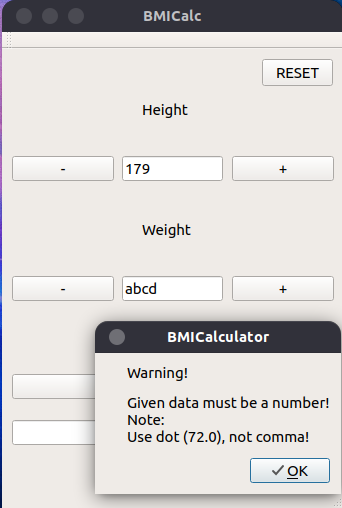 BMICalc
RESET
Height
- 179 +
Weight
- abcd +
BMICalculator
Warning!
Given data must be a number!
Note:
Use dot (72.0), not comma!
OK